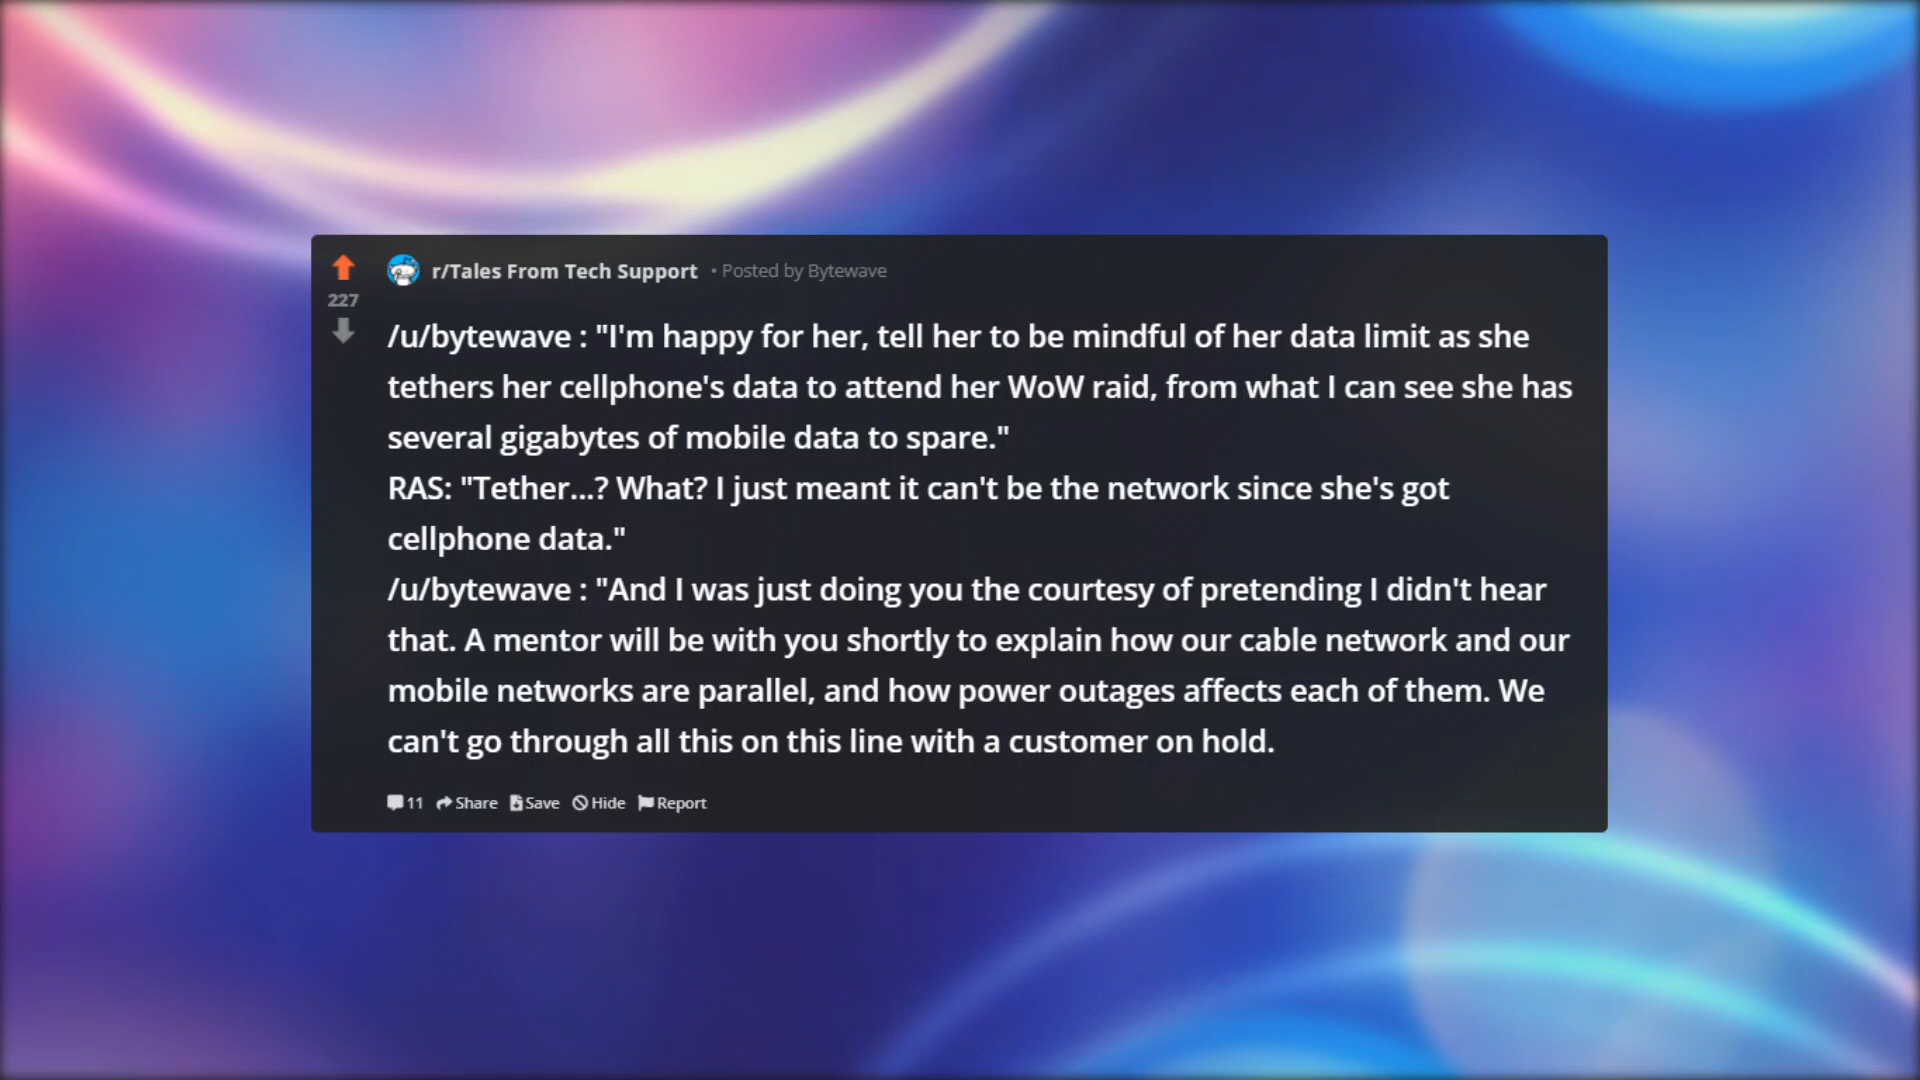 r/Tales From Tech Support • Posted by Bytewave
227
/u/bytewave : "I'm happy for her, tell her to be mindful of her data limit as she
tethers her cellphone's data to attend her WoW raid, from what I can see she has
several gigabytes of mobile data to spare."
RAS: "Tether...? What? I just meant it can't be the network since she's got
cellphone data."
/u/bytewave : "And I was just doing you the courtesy of pretending I didn't hear
that. A mentor will be with you shortly to explain how our cable network and our
mobile networks are parallel, and how power outages affects each of them. We
can't go through all this on this line with a customer on hold.
11 Share Save Hide Report